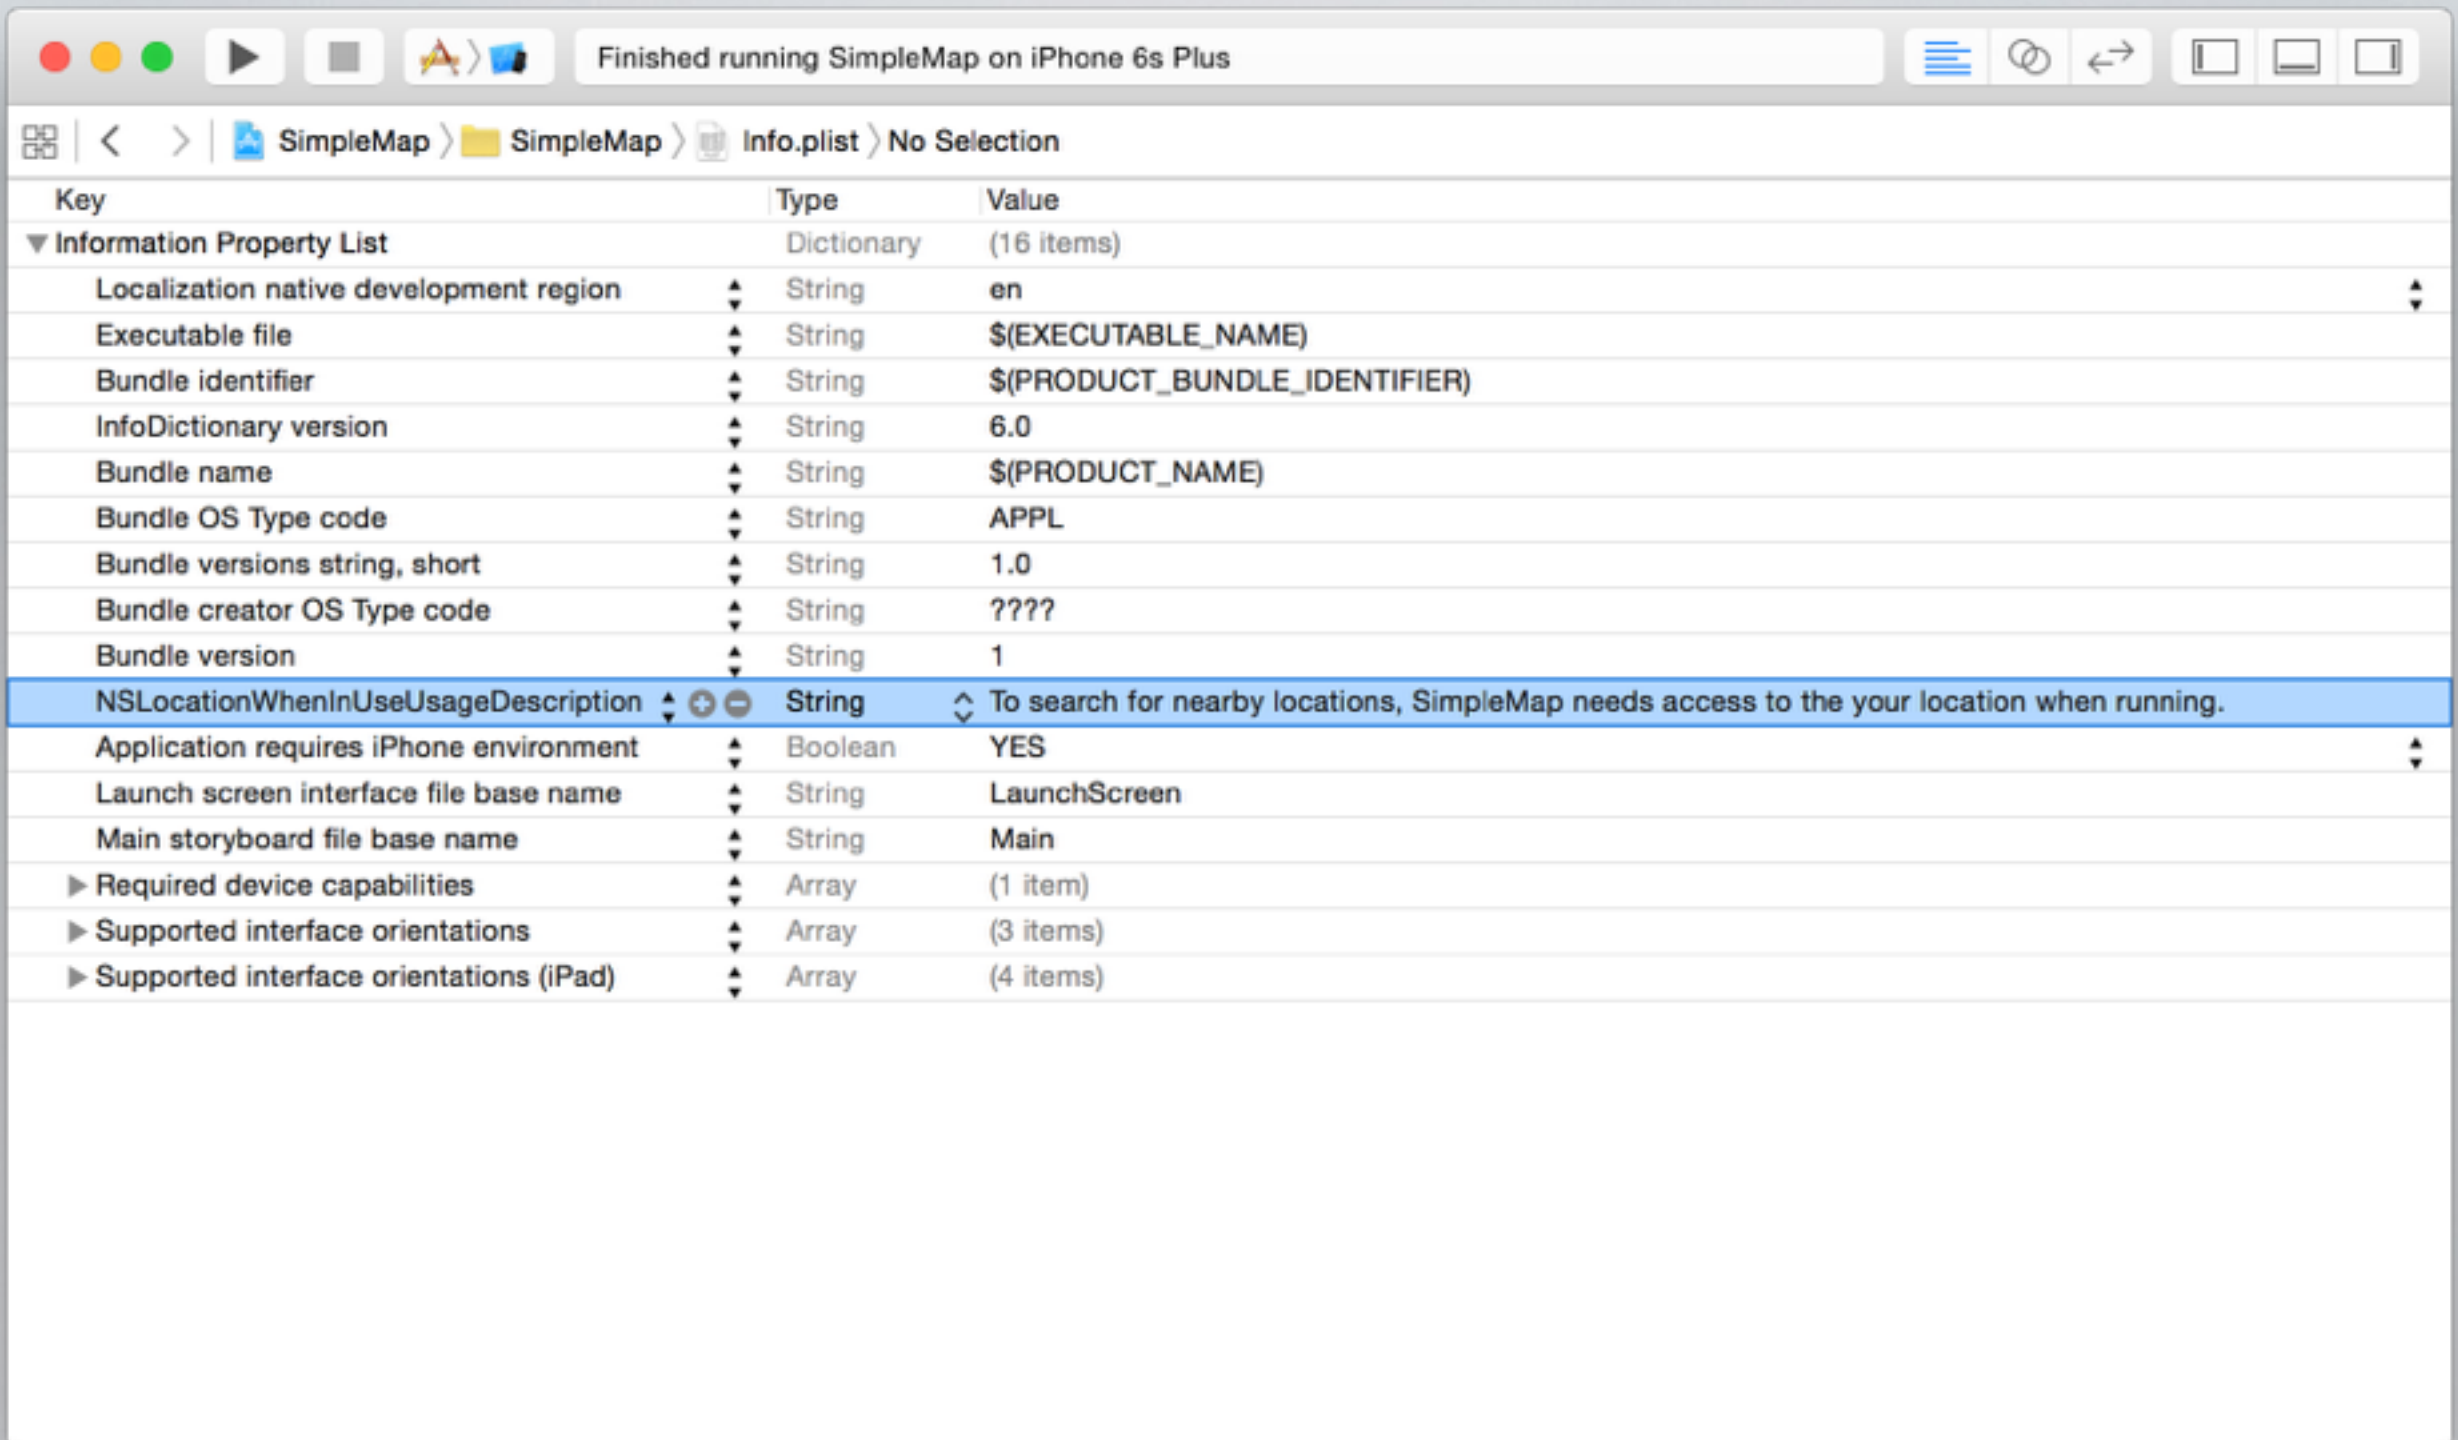 Finished running SimpleMap on iPhone 6s Plus
SimpleMap SimpleMap Info.plist No Selection
Key Type Value
Information Property List Dictionary (16 items)
Localization native development region String en
Executable file String $(EXECUTABLE_NAME)
Bundle identifier String $(PRODUCT_BUNDLE_IDENTIFIER)
InfoDictionary version String 6.0
Bundle name String $(PRODUCT_NAME)
Bundle OS Type code String APPL
Bundle versions string, short String 1.0
Bundle creator OS Type code String ????
Bundle version String 1
NSLocationWhenInUseUsageDescription String To search for nearby locations, SimpleMap needs access to the your location when running.
Application requires iPhone environment Boolean YES
Launch screen interface file base name String LaunchScreen
Main storyboard file base name String Main
Required device capabilities Array (1 item)
Supported interface orientations Array (3 items)
Supported interface orientations (iPad) Array (4 items)